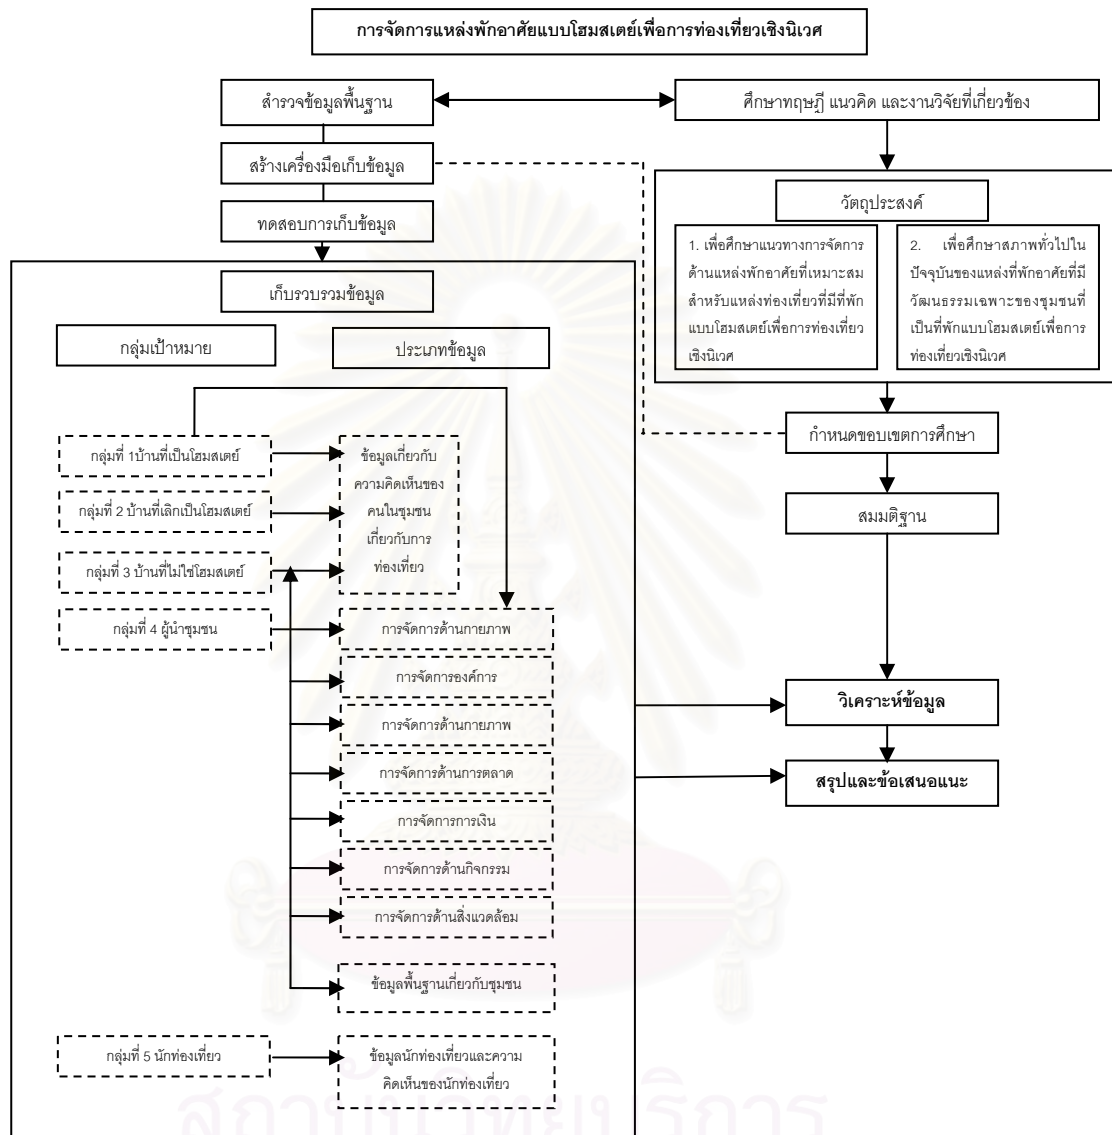 การจัดการแหล่งพักอาศัยแบบโฮมสเตย์เพื่อการท่องเที่ยวเชิงนิเวศ
สำรวจข้อมูลพื้นฐาน
ศึกษาทฤษฎี แนวคิด และงานวิจัยที่เกี่ยวข้อง
สร้างเครื่องมือเก็บข้อมูล
ทดสอบการเก็บข้อมูล
วัตถุประสงค์
1. เพื่อศึกษาแนวทางการจัดการ
ด้านแหล่งพักอาศัยที่เหมาะสม
สำหรับแหล่งท่องเที่ยวที่มีที่พัก
แบบโฮมสเตย์เพื่อการท่องเที่ยว
เชิงนิเวศ
2. เพื่อศึกษาสภาพทั่วไปใน
ปัจจุบันของแหล่งที่พักอาศัยที่มี
วัฒนธรรมเฉพาะของชุมชนที่
เป็นที่พักแบบโฮมสเตย์เพื่อการ
ท่องเที่ยวเชิงนิเวศ
เก็บรวบรวมข้อมูล
กลุ่มเป้าหมาย
ประเภทข้อมูล
กำหนดขอบเขตการศึกษา
สมมติฐาน
กลุ่มที่ 1บ้านที่เป็นโฮมสเตย์
กลุ่มที่ 2 บ้านที่เลิกเป็นโฮมสเตย์
กลุ่มที่ 3 บ้านที่ไม่ใช่โฮมสเตย์
กลุ่มที่ 4 ผู้นำชุมชน
ข้อมูลเกี่ยวกับ
ความคิดเห็นของ
คนในชุมชน
เกี่ยวกับการ
ท่องเที่ยว
การจัดการด้านกายภาพ
การจัดการองค์การ
การจัดการด้านกายภาพ
การจัดการด้านการตลาด
การจัดการการเงิน
การจัดการด้านกิจกรรม
การจัดการด้านสิ่งแวดล้อม
ข้อมูลพื้นฐานเกี่ยวกับชุมชน
วิเคราะห์ข้อมูล
สรุปและข้อเสนอแนะ
กลุ่มที่ 5 นักท่องเที่ยว
ข้อมูลนักท่องเที่ยวและความ
คิดเห็นของนักท่องเที่ยว
สถาบันวิทยบริการ